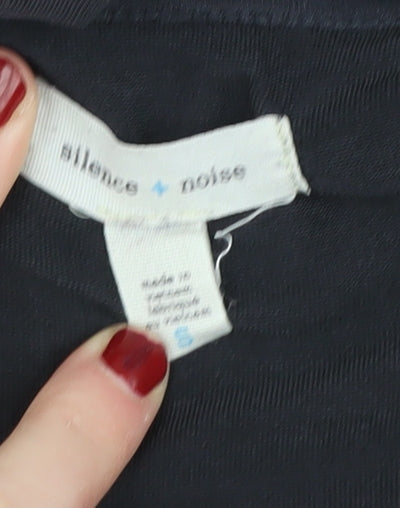 silence + noise
made in
vietnam
fabriqué
au vietnam
S